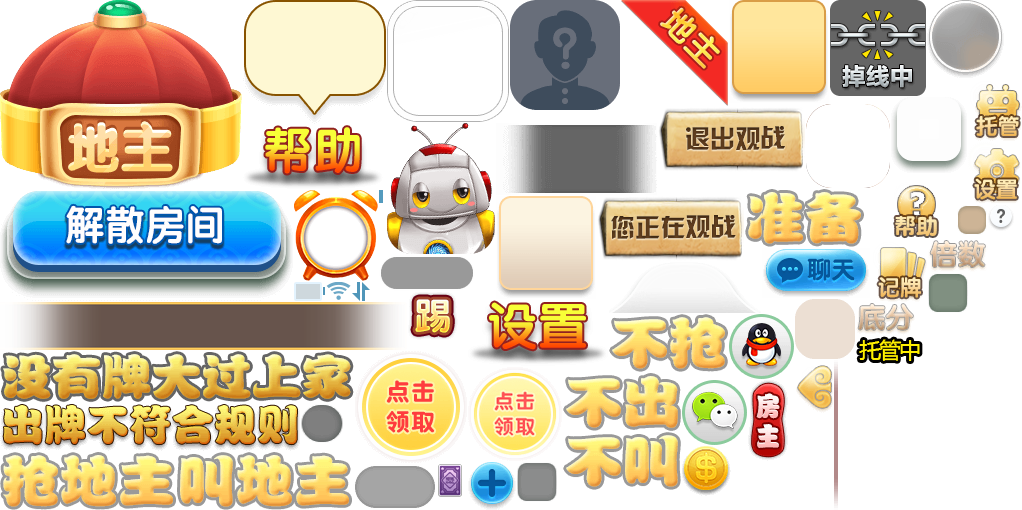 地主
地主
掉线中
帮助
退出观战
托管
解散房间
您正在观战
准备
帮助
设置
聊天
倍数
记牌
踢
设置
底分
不抢
托管中
没有牌大过上家
点击
领取
点击
领取
不出
房主
出牌不符合规则
抢地主叫地主
不叫
?
?
?
$